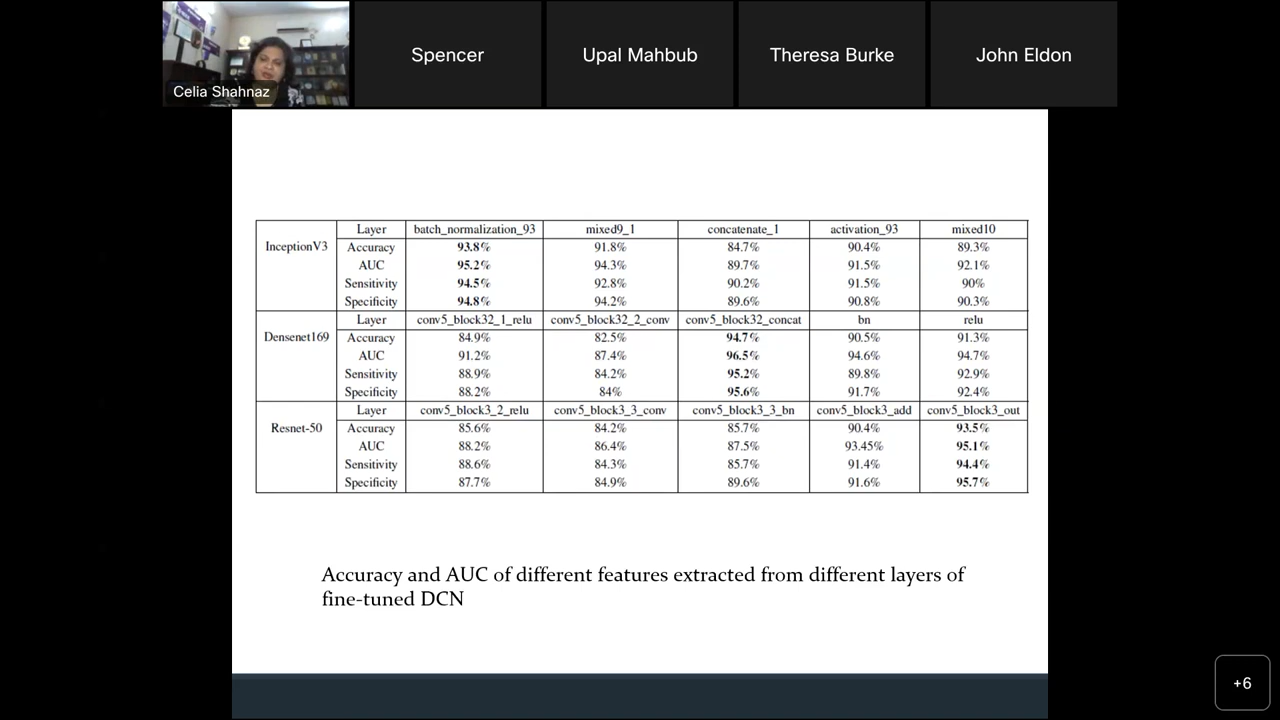 Celia Shahnaz
Spencer
Upal Mahbub
Theresa Burke
John Eldon
InceptionV3
Layer batch_normalization_93 mixed9_1 concatenate_1 activation_93 mixed10
Accuracy 93.8% 91.8% 84.7% 90.4% 89.3%
AUC 95.2% 94.3% 89.7% 91.5% 92.1%
Sensitivity 94.5% 92.8% 90.2% 91.5% 90%
Specificity 94.8% 94.2% 89.6% 90.8% 90.3%
Densenet169
Layer conv5_block32_1_relu conv5_block32_2_conv conv5_block32_concat bn relu
Accuracy 84.9% 82.5% 94.7% 90.5% 91.3%
AUC 91.2% 87.4% 96.5% 94.6% 94.7%
Sensitivity 88.9% 84.2% 95.2% 89.8% 92.9%
Specificity 88.2% 84% 95.6% 91.7% 92.4%
Resnet-50
Layer conv5_block3_2_relu conv5_block3_3_conv conv5_block3_3_bn conv5_block3_add conv5_block3_out
Accuracy 85.6% 84.2% 85.7% 90.4% 93.5%
AUC 88.2% 86.4% 87.5% 93.45% 95.1%
Sensitivity 88.6% 84.3% 85.7% 91.4% 94.4%
Specificity 87.7% 84.9% 89.6% 91.6% 95.7%
Accuracy and AUC of different features extracted from different layers of
fine-tuned DCN
+6